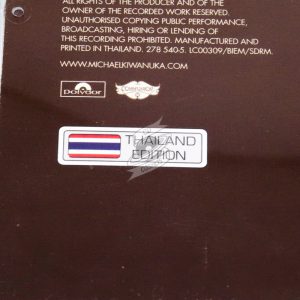 ALL RIGHTS OF THE PRODUCER AND OF THE
OWNER OF THE RECORDED WORK RESERVED.
UNAUTHORISED COPYING PUBLIC PERFORMANCE,
BROADCASTING, HIRING OR LENDING OF
THIS RECORDING PROHIBITED. MANUFACTURED AND
PRINTED IN THAILAND. 278 540-5. LC00309/BIEM/SDRM.
WWW.MICHAELKIWANUKA.COM
polydor
COMMUNION
THAILAND
EDITION